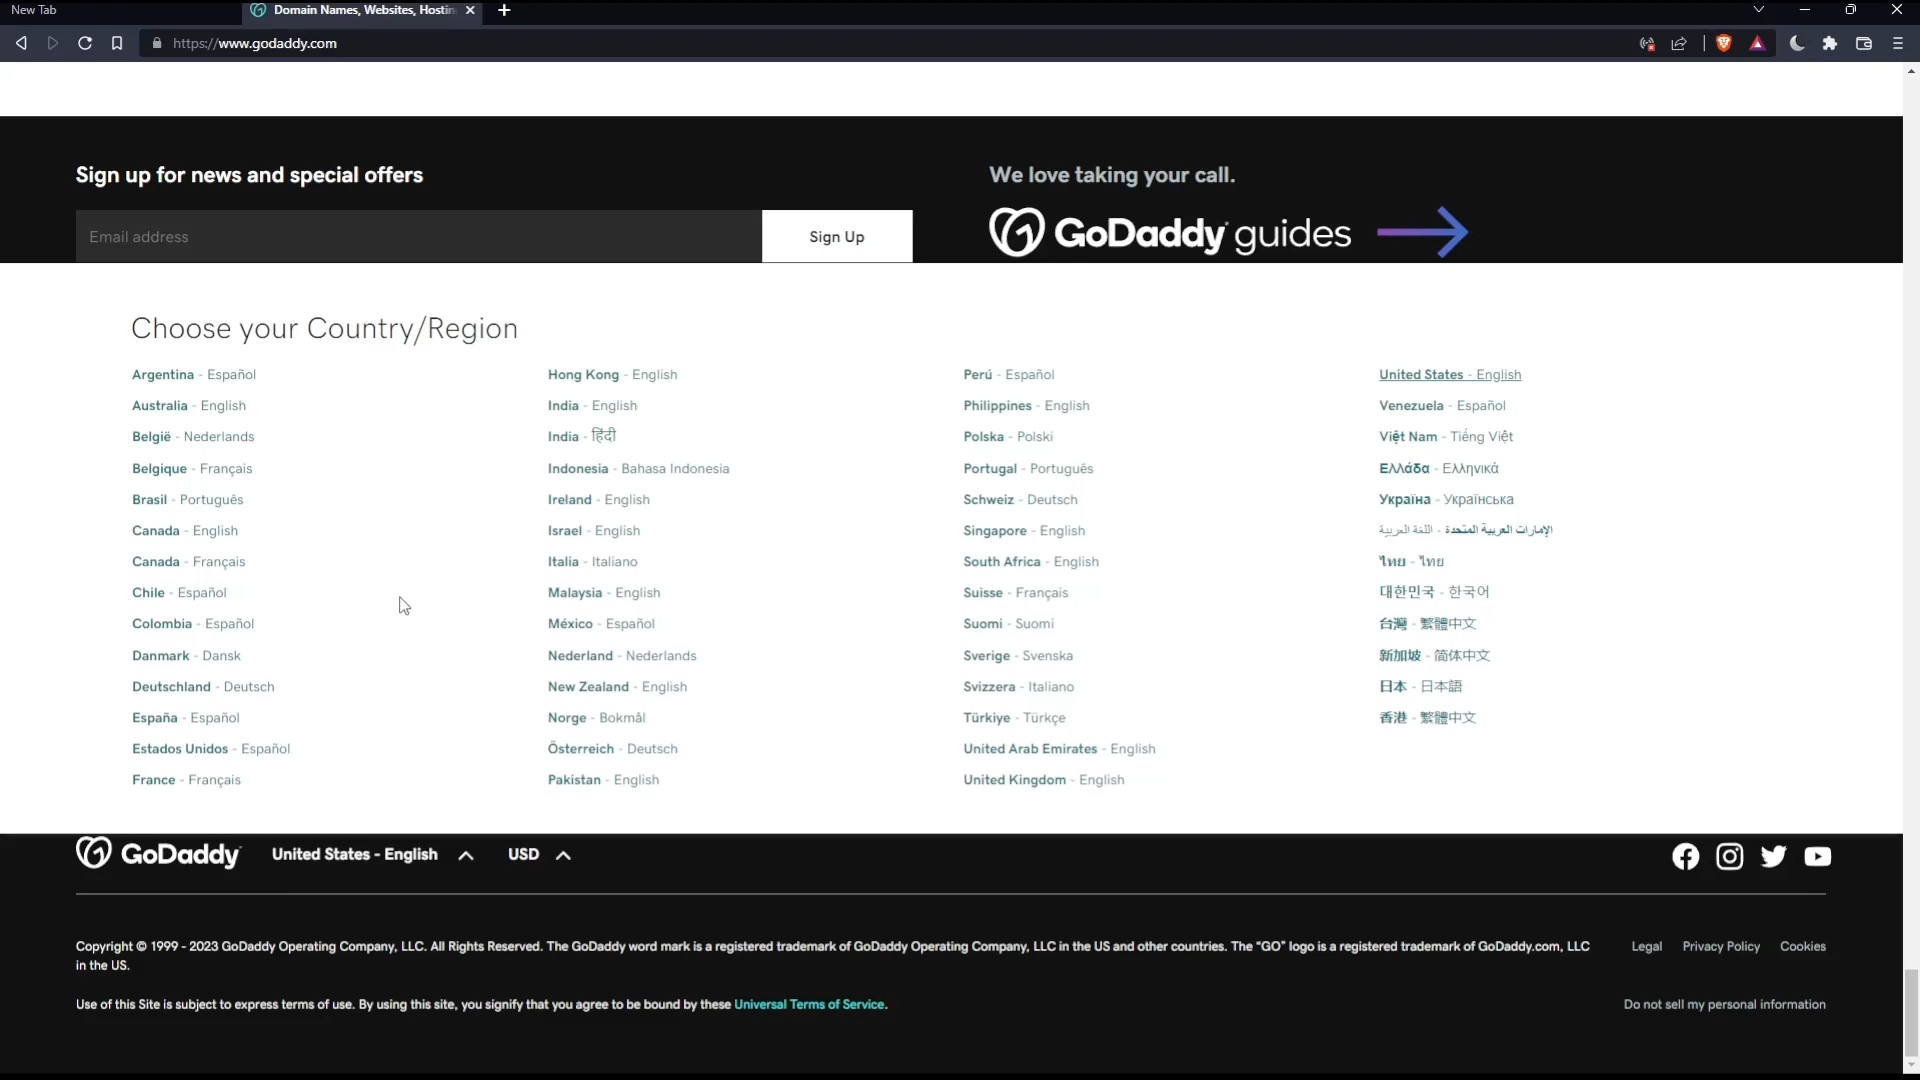 New Tab
Domain Names, Websites, Hostin
https://www.godaddy.com
Sign up for news and special offers
We love taking your call.
Email address
Sign Up
GoDaddy guides
Choose your Country/Region
Argentina - Español
Australia - English
België - Nederlands
Belgique - Français
Brasil - Português
Canada - English
Canada - Français
Chile - Español
Colombia - Español
Danmark - Dansk
Deutschland - Deutsch
España - Español
Estados Unidos - Español
France - Français
Hong Kong - English
India - English
India - हिंदी
Indonesia - Bahasa Indonesia
Ireland - English
Israel - English
Italia - Italiano
Malaysia - English
México - Español
Nederland - Nederlands
New Zealand - English
Norge - Bokmål
Österreich - Deutsch
Pakistan - English
Perú - Español
Philippines - English
Polska - Polski
Portugal - Português
Schweiz - Deutsch
Singapore - English
South Africa - English
Suisse - Français
Suomi - Suomi
Sverige - Svenska
Svizzera - Italiano
Türkiye - Türkçe
United Arab Emirates - English
United Kingdom - English
United States - English
Venezuela - Español
Việt Nam - Tiếng Việt
Ελλάδα - Ελληνικά
Україна - Українська
الإمارات العربية المتحدة - اللغة العربية
ไทย - ไทย
대한민국 - 한국어
台灣 - 繁體中文
新加坡 - 简体中文
日本 - 日本語
香港 - 繁體中文
GoDaddy
United States - English
USD
Copyright © 1999 - 2023 GoDaddy Operating Company, LLC. All Rights Reserved. The GoDaddy word mark is a registered trademark of GoDaddy Operating Company, LLC in the US and other countries. The “GO” logo is a registered trademark of GoDaddy.com, LLC
in the US.
Legal
Privacy Policy
Cookies
Use of this Site is subject to express terms of use. By using this site, you signify that you agree to be bound by these Universal Terms of Service.
Do not sell my personal information